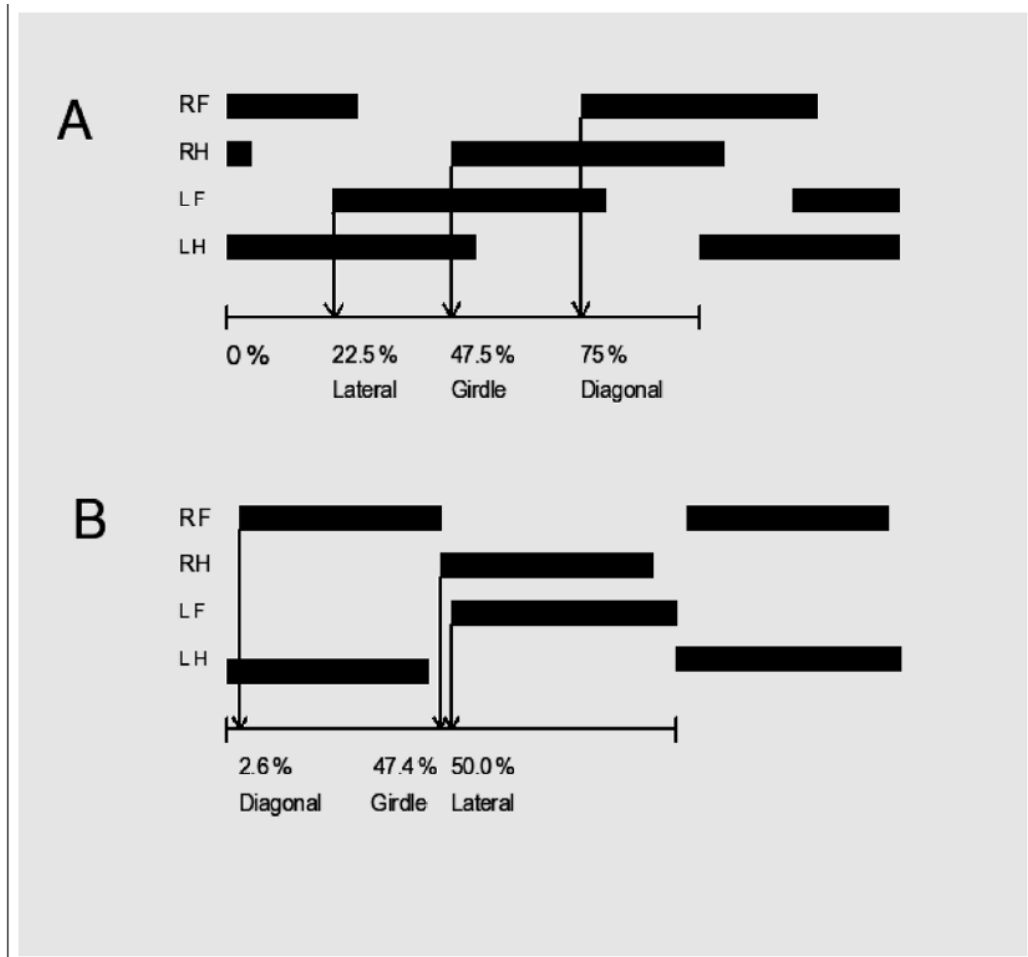 A
RF
RH
LF
LH
0 % 22.5 % 47.5 % 75 %
Lateral Girdle Diagonal
B
RF
RH
LF
LH
2.6 % 47.4 % 50.0 %
Diagonal Girdle Lateral